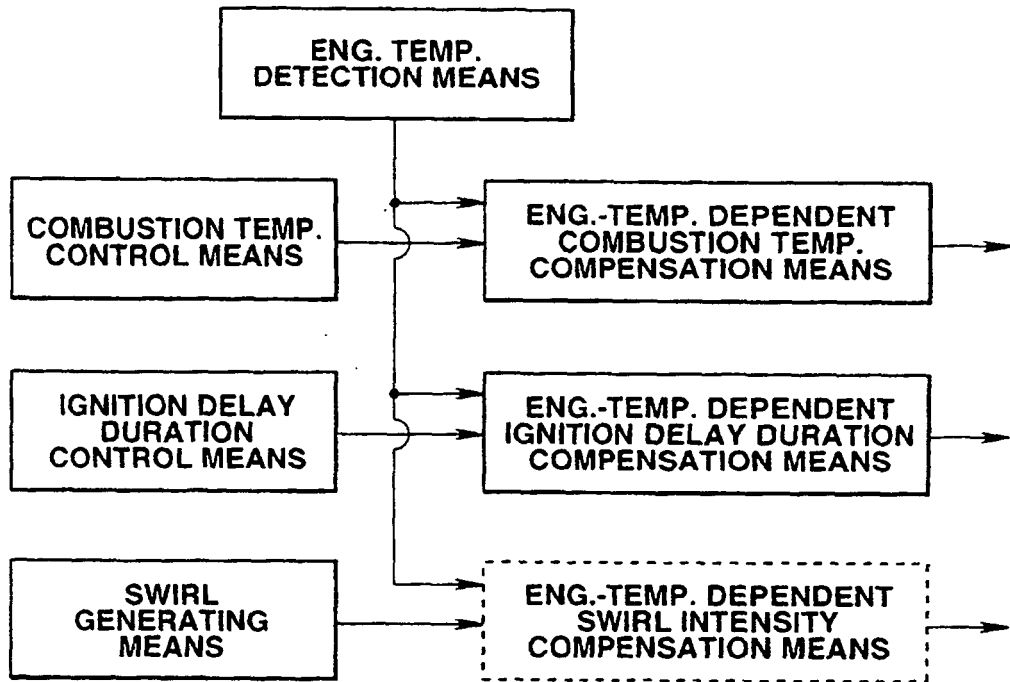 ENG. TEMP.
DETECTION MEANS
COMBUSTION TEMP.
CONTROL MEANS
ENG.-TEMP. DEPENDENT
COMBUSTION TEMP.
COMPENSATION MEANS
IGNITION DELAY
DURATION
CONTROL MEANS
ENG.-TEMP. DEPENDENT
IGNITION DELAY DURATION
COMPENSATION MEANS
SWIRL
GENERATING
MEANS
ENG.-TEMP. DEPENDENT
SWIRL INTENSITY
COMPENSATION MEANS